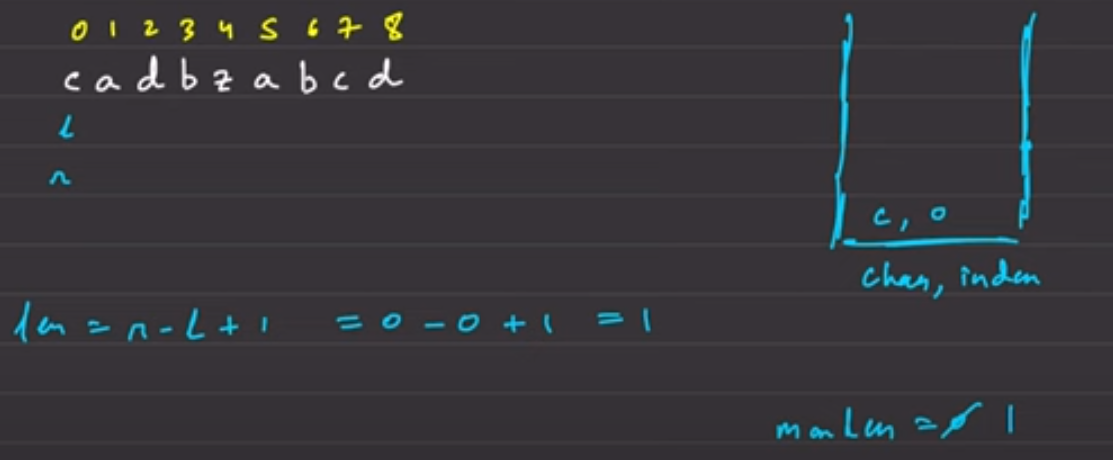 0 1 2 3 4 5 6 7 8
c a d b z a b c d
l
r
c, 0
char, index
len = r - l + 1 = 0 - 0 + 1 = 1
maxLen = 0 1